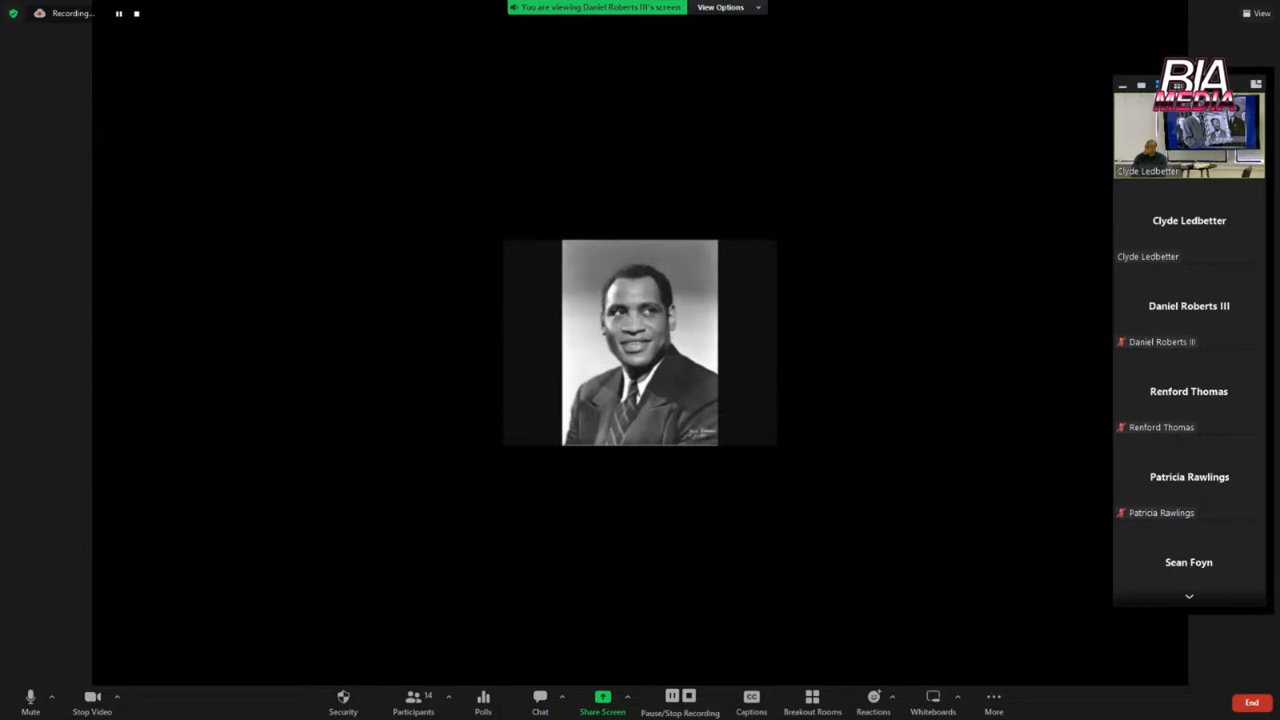 Recording...
You are viewing Daniel Roberts III's screen
View Options
View
BIA
MEDIA
Clyde Ledbetter
Clyde Ledbetter
Clyde Ledbetter
Daniel Roberts III
Daniel Roberts III
Renford Thomas
Renford Thomas
Patricia Rawlings
Patricia Rawlings
Sean Foyn
Mute
Stop Video
Security
Participants 14
Polls
Chat
Share Screen
Pause/Stop Recording
CC
Captions
Breakout Rooms
Reactions
Whiteboards
More
End